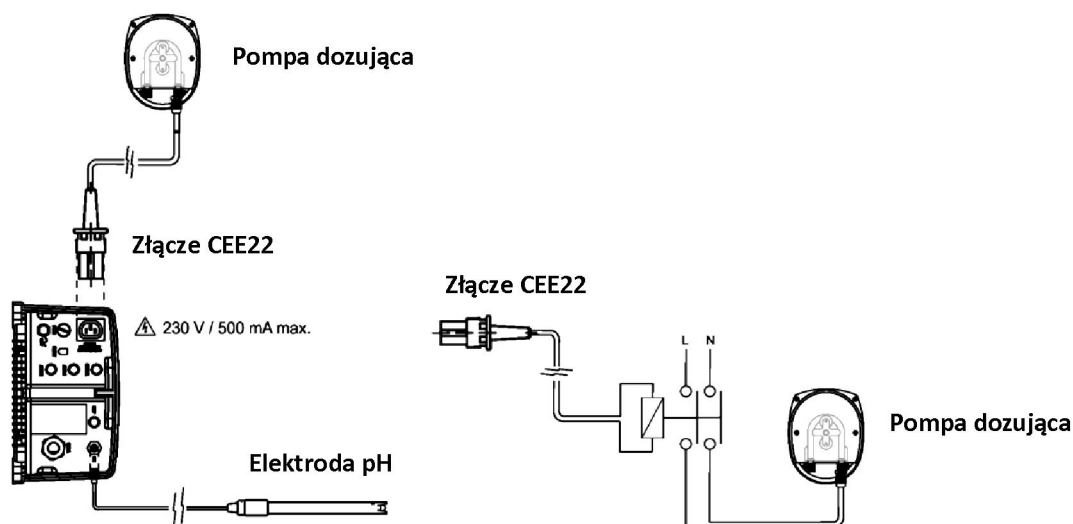 Pompa dozująca
Złącze CEE22
230 V / 500 mA max.
Elektroda pH
Złącze CEE22
L N
Pompa dozująca